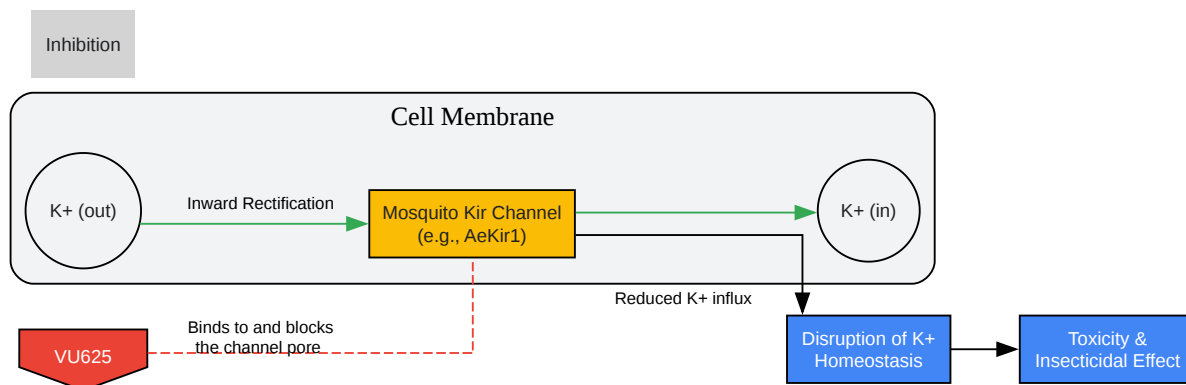 Inhibition
Cell Membrane
K+ (out)
Inward Rectification
Mosquito Kir Channel
(e.g., AeKir1)
K+ (in)
Reduced K+ influx
VU625
Binds to and blocks
the channel pore
Disruption of K+
Homeostasis
Toxicity &
Insecticidal Effect